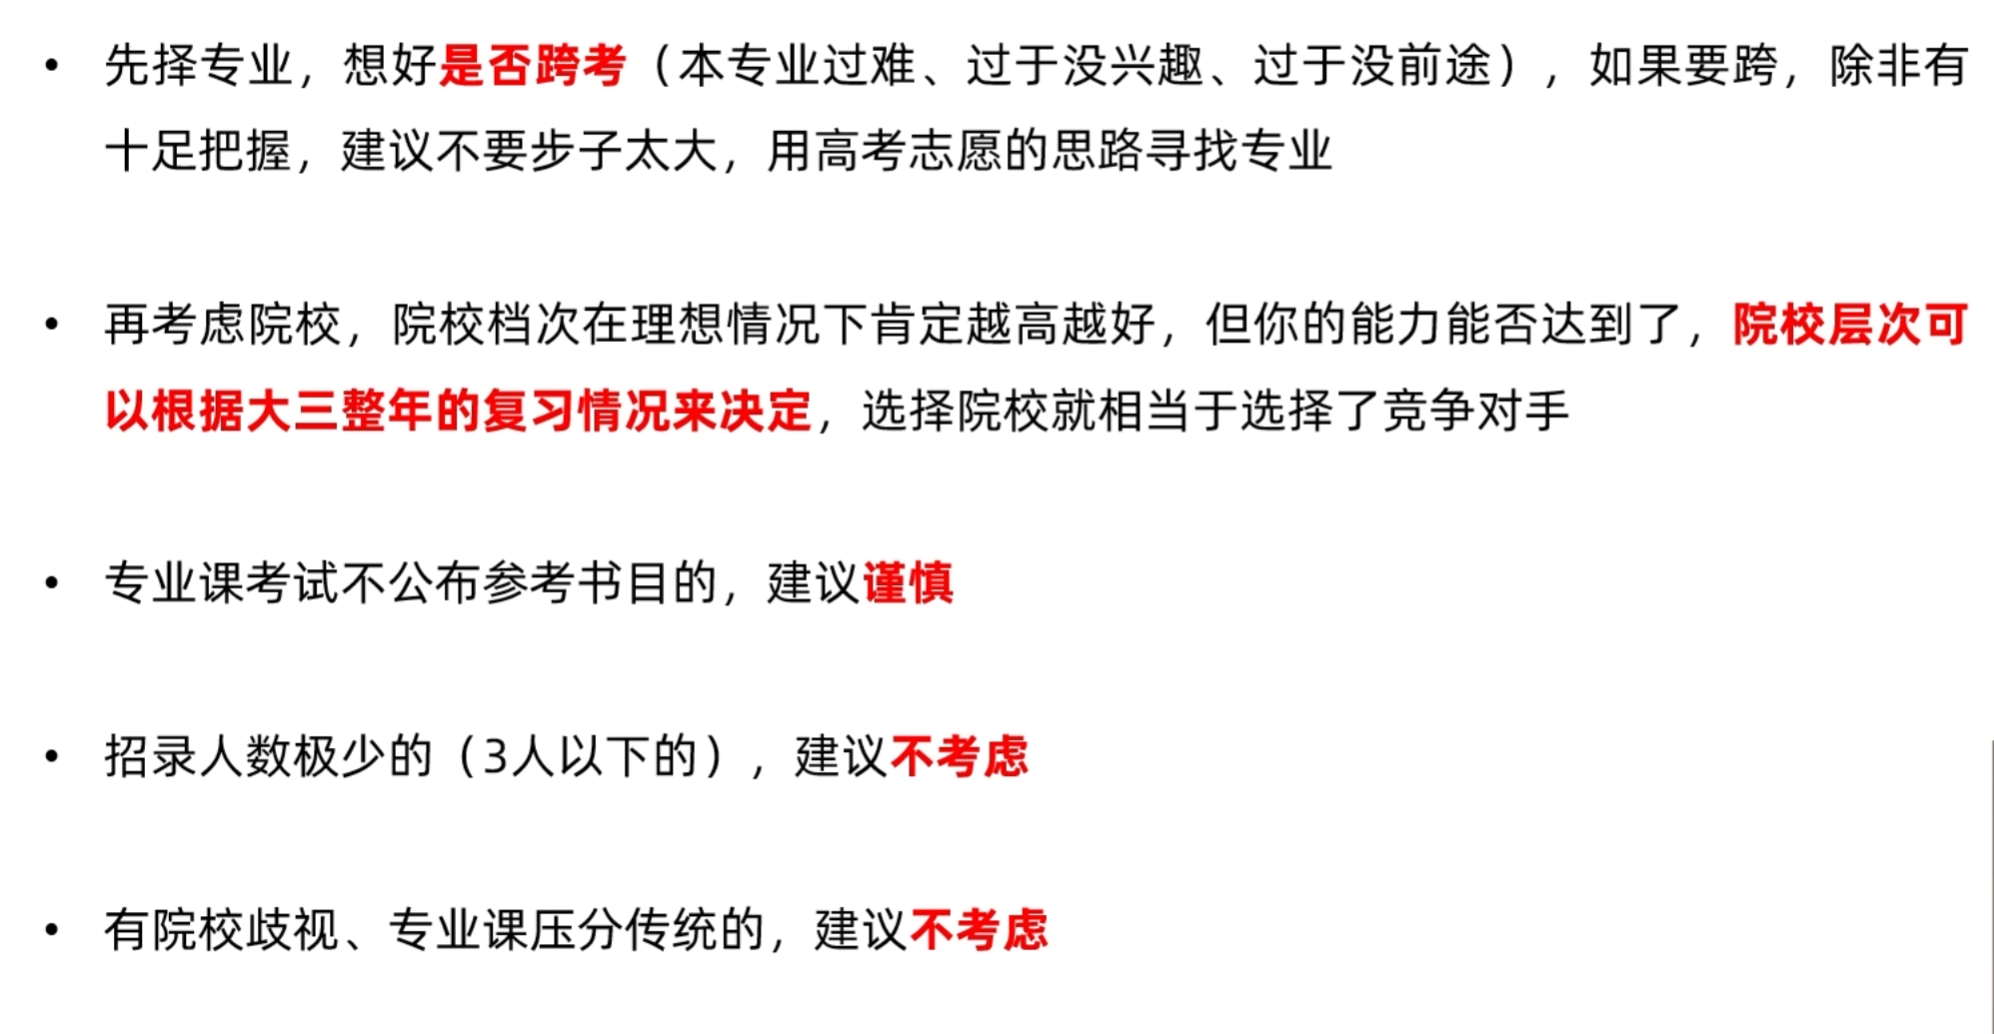 • 先择专业，想好是否跨考（本专业过难、过于没兴趣、过于没前途），如果要跨，除非有
十足把握，建议不要步子太大，用高考志愿的思路寻找专业
• 再考虑院校，院校档次在理想情况下肯定越高越好，但你的能力能否达到了，院校层次可
以根据大三整年的复习情况来决定，选择院校就相当于选择了竞争对手
• 专业课考试不公布参考书目的，建议谨慎
• 招录人数极少的（3人以下的），建议不考虑
• 有院校歧视、专业课压分传统的，建议不考虑